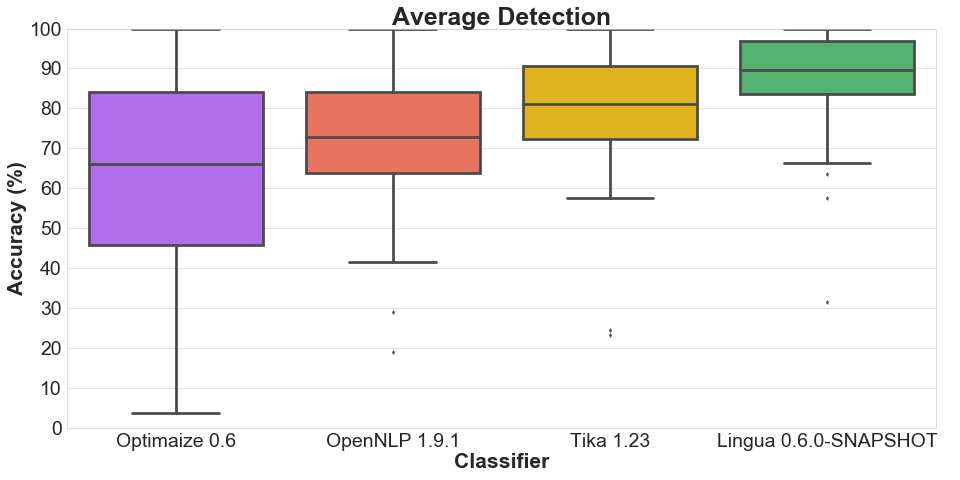 Average Detection
Accuracy (%)
100
90
80
70
60
50
40
30
20
10
0
Optimaize 0.6
OpenNLP 1.9.1
Tika 1.23
Lingua 0.6.0-SNAPSHOT
Classifier